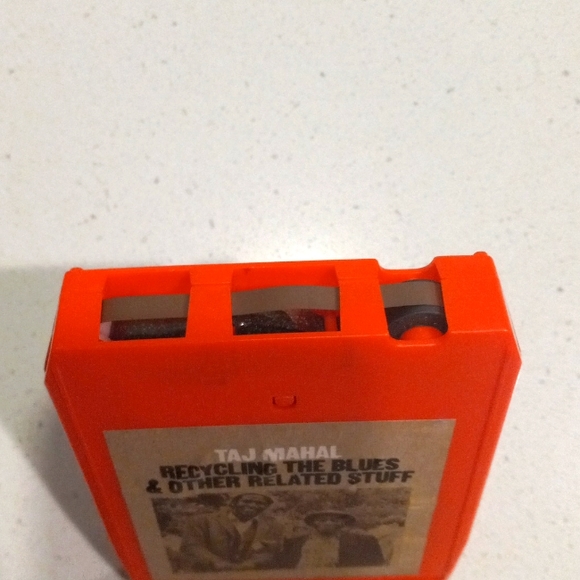 TAJ MAHAL
RECYCLING THE BLUES
& OTHER RELATED STUFF